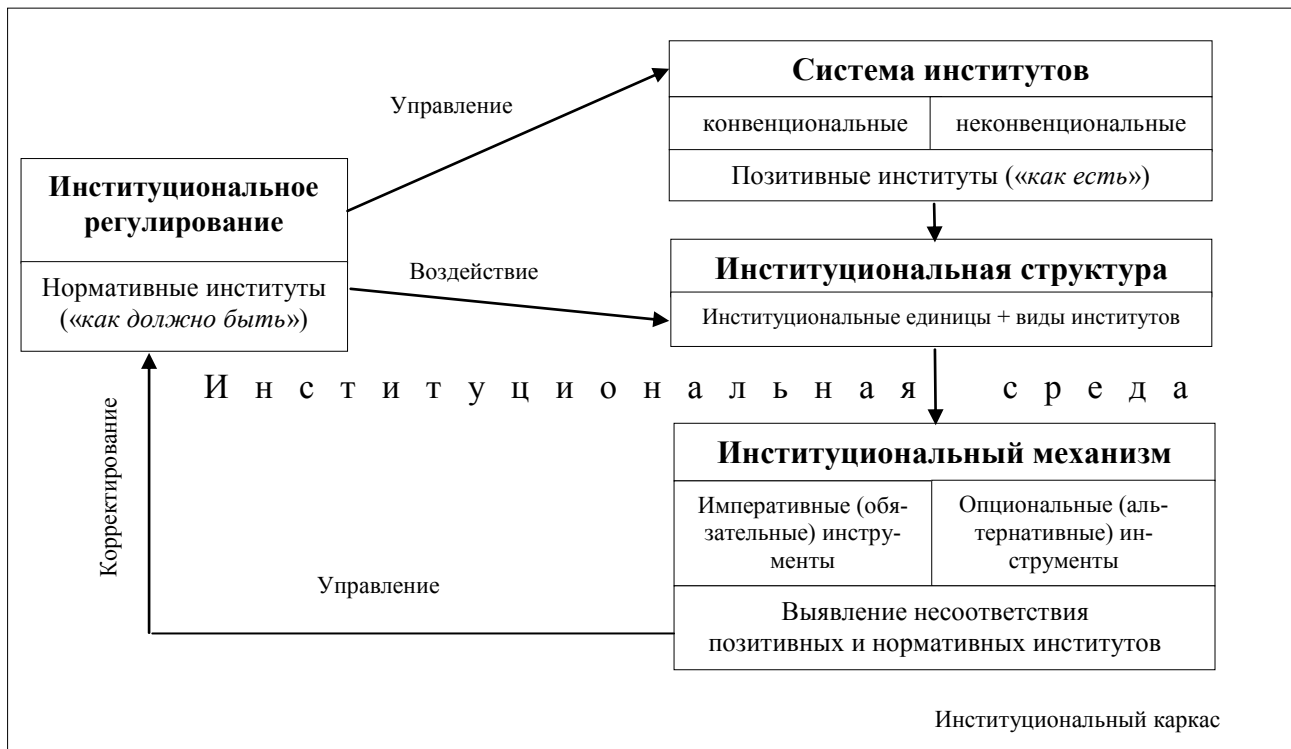 Система институтов
Управление
конвенциональные
неконвенциональные
Позитивные институты («как есть»)
Институциональное
регулирование
Нормативные институты
(«как должно быть»)
Воздействие
Институциональная структура
Институциональные единицы + виды институтов
И н с т и т у ц и о н а л ь н а я с р е д а
Институциональный механизм
Императивные (обя-
зательные) инстру-
менты
Опциональные (аль-
тернативные) ин-
струменты
Корректирование
Управление
Выявление несоответствия
позитивных и нормативных институтов
Институциональный каркас